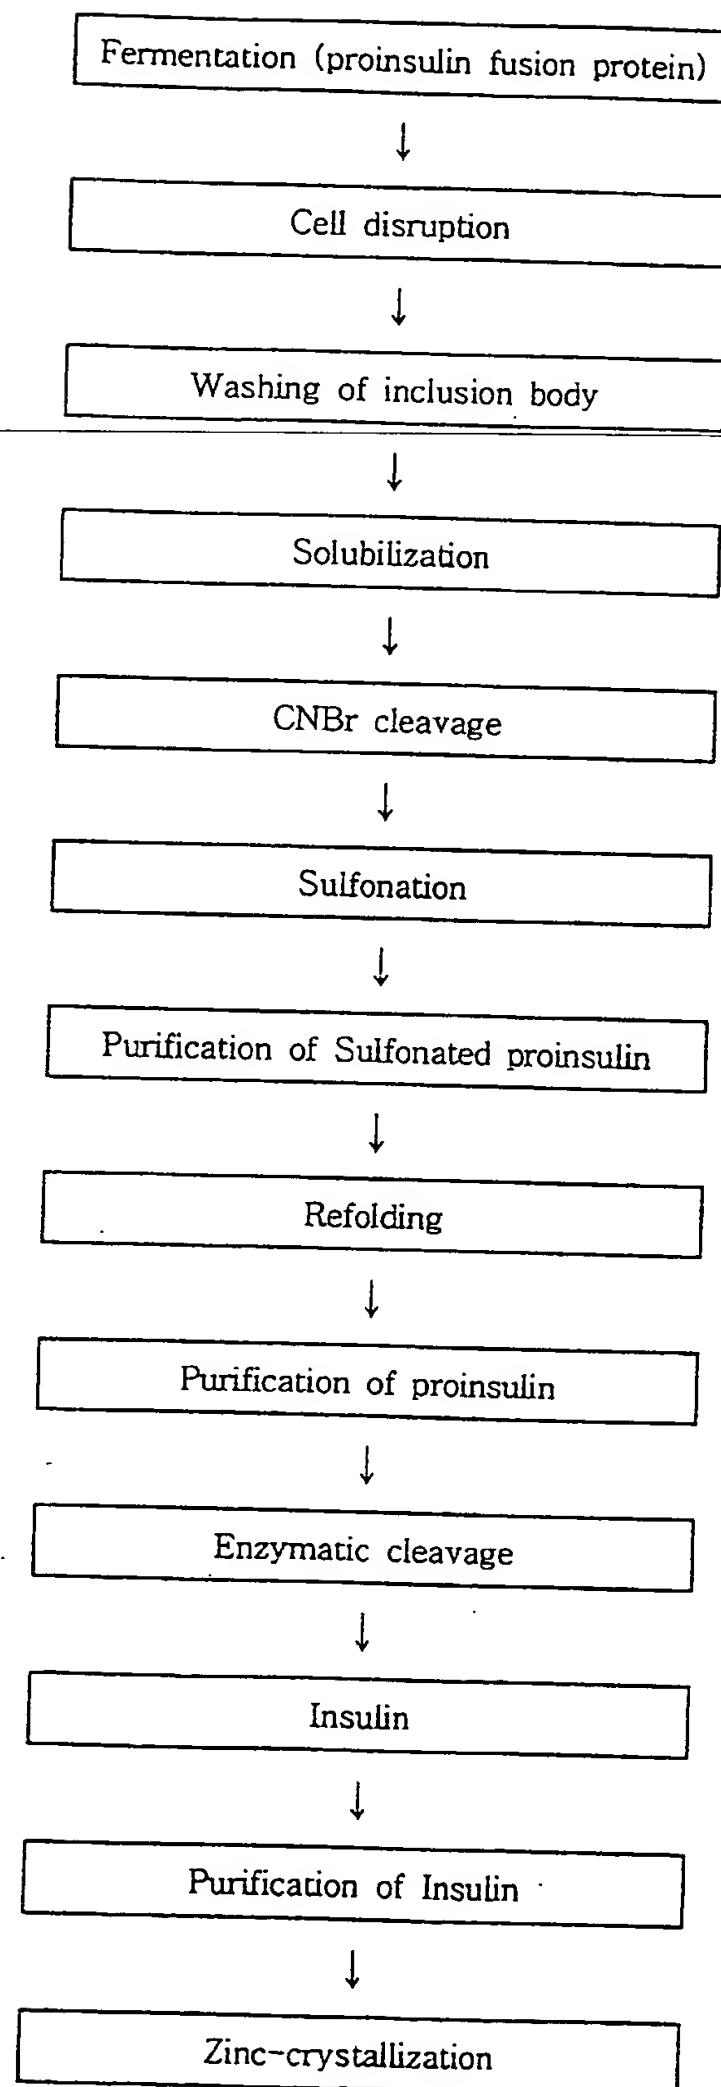 Fermentation (proinsulin fusion protein)
↓
Cell disruption
↓
Washing of inclusion body
↓
Solubilization
↓
CNBr cleavage
↓
Sulfonation
↓
Purification of Sulfonated proinsulin
↓
Refolding
↓
Purification of proinsulin
↓
Enzymatic cleavage
↓
Insulin
↓
Purification of Insulin
↓
Zinc-crystallization